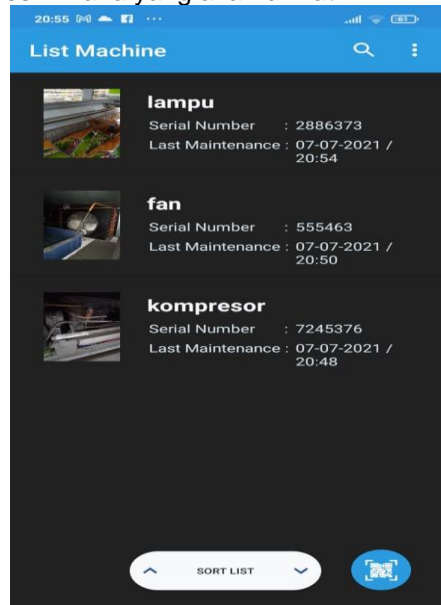 20:55
61
List Machine
lampu
Serial Number : 2886373
Last Maintenance : 07-07-2021 /
20:54
fan
Serial Number : 555463
Last Maintenance : 07-07-2021 /
20:50
kompresor
Serial Number : 7245376
Last Maintenance : 07-07-2021 /
20:48
SORT LIST